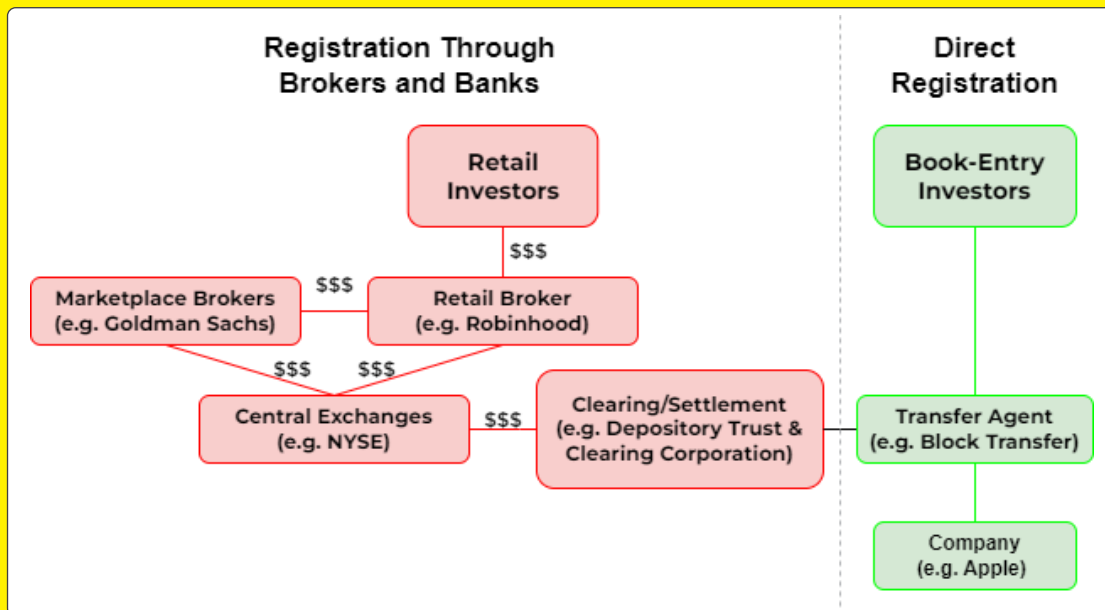 Registration Through
Brokers and Banks
Direct
Registration
Retail
Investors
Book-Entry
Investors
$$$
$$$
Marketplace Brokers
(e.g. Goldman Sachs)
Retail Broker
(e.g. Robinhood)
$$$
$$$
Central Exchanges
(e.g. NYSE)
$$$
Clearing/Settlement
(e.g. Depository Trust &
Clearing Corporation)
Transfer Agent
(e.g. Block Transfer)
Company
(e.g. Apple)